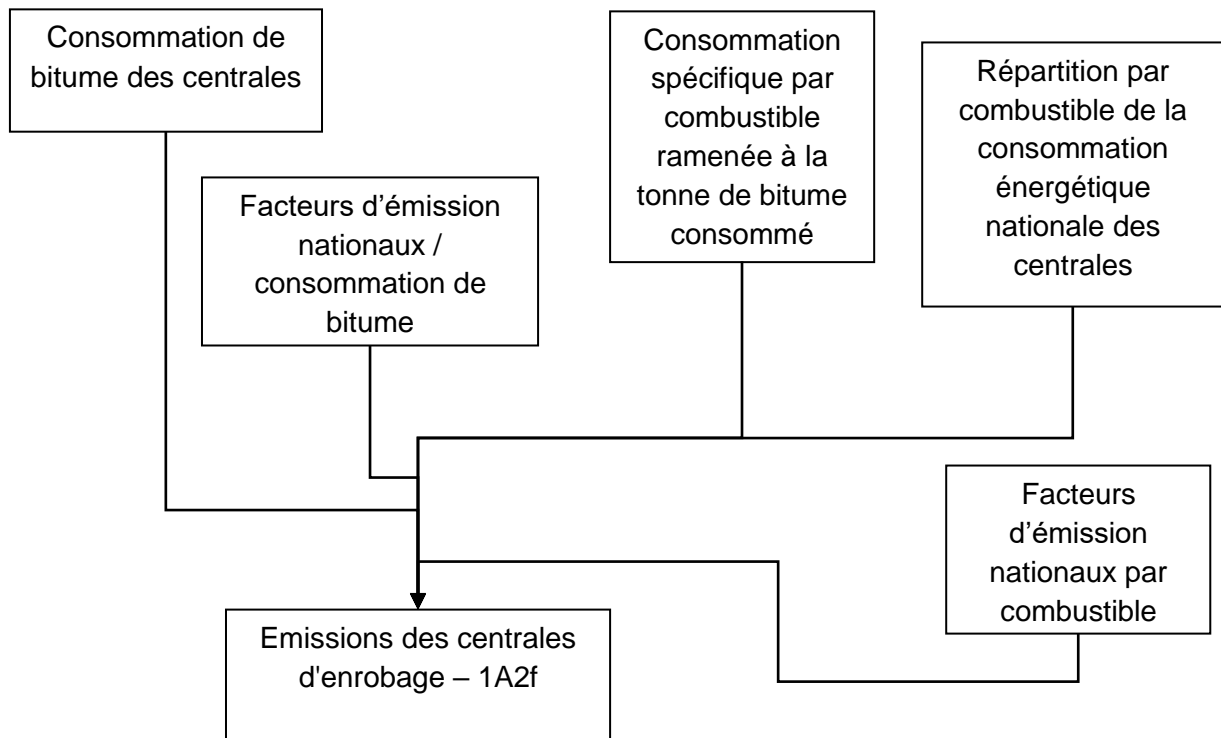 Consommation de
bitume des centrales
Consommation
spécifique par
combustible
ramenée à la
tonne de bitume
consommé
Répartition par
combustible de la
consommation
énergétique
nationale des
centrales
Facteurs d’émission
nationaux /
consommation de
bitume
Facteurs
d’émission
nationaux par
combustible
Emissions des centrales
d'enrobage – 1A2f